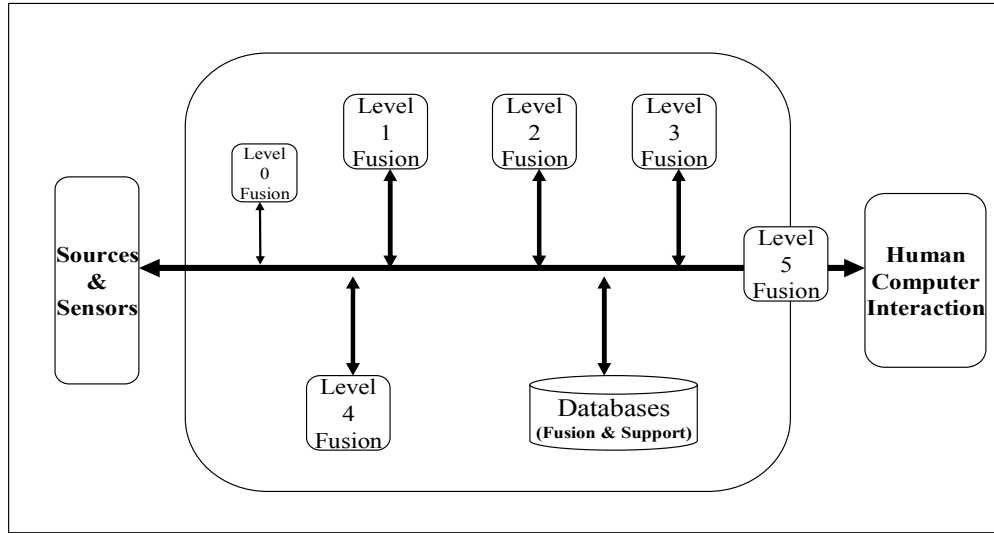 Level
0
Fusion
Level
1
Fusion
Level
2
Fusion
Level
3
Fusion
Sources
&
Sensors
Level
5
Fusion
Human
Computer
Interaction
Level
4
Fusion
Databases
(Fusion & Support)